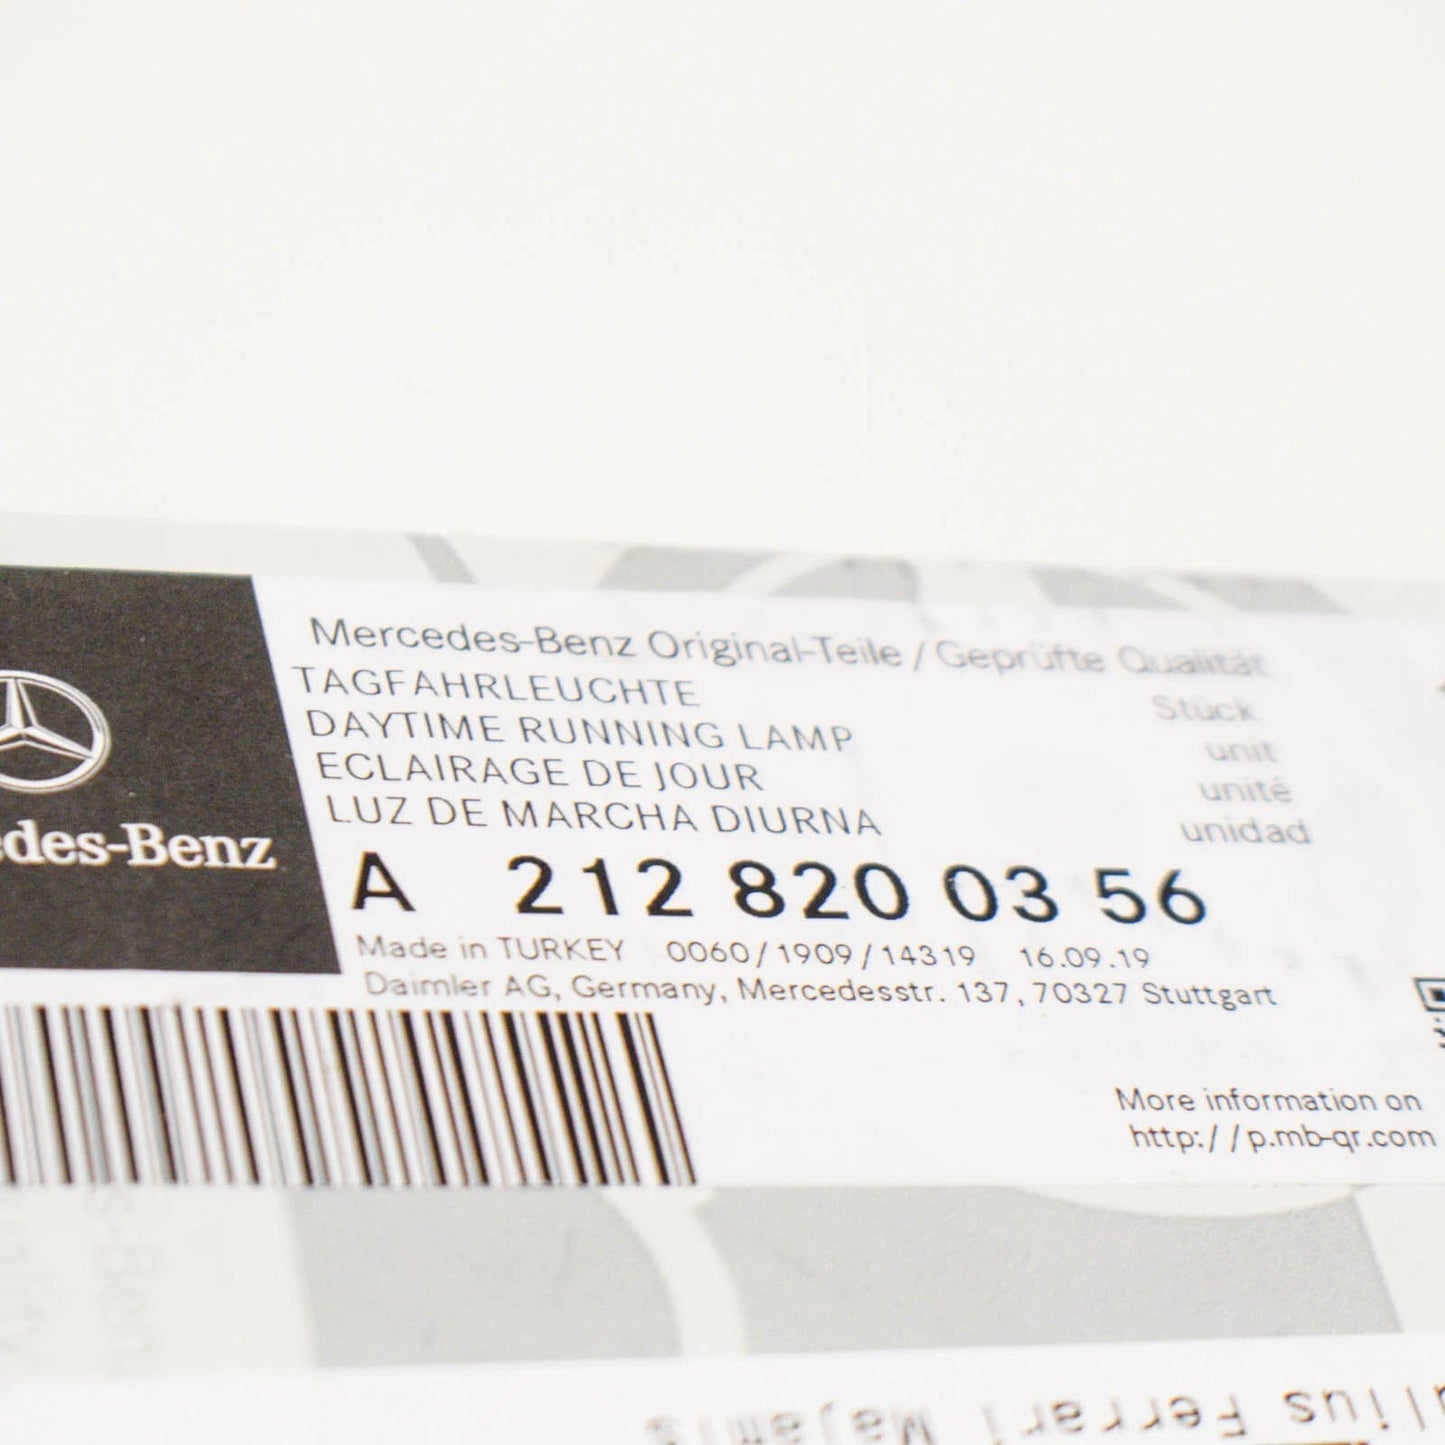 Mercedes-Benz Original-Teile / Geprüfte Qualität
TAGFAHRLEUCHTE Stück
DAYTIME RUNNING LAMP unit
ECLAIRAGE DE JOUR unité
LUZ DE MARCHA DIURNA unidad
edes-Benz
A 212 820 03 56
Made in TURKEY 0060/1909/14319 16.09.19
Daimler AG, Germany, Mercedesstr. 137, 70327 Stuttgart
More information on
http://p.mb-qr.com